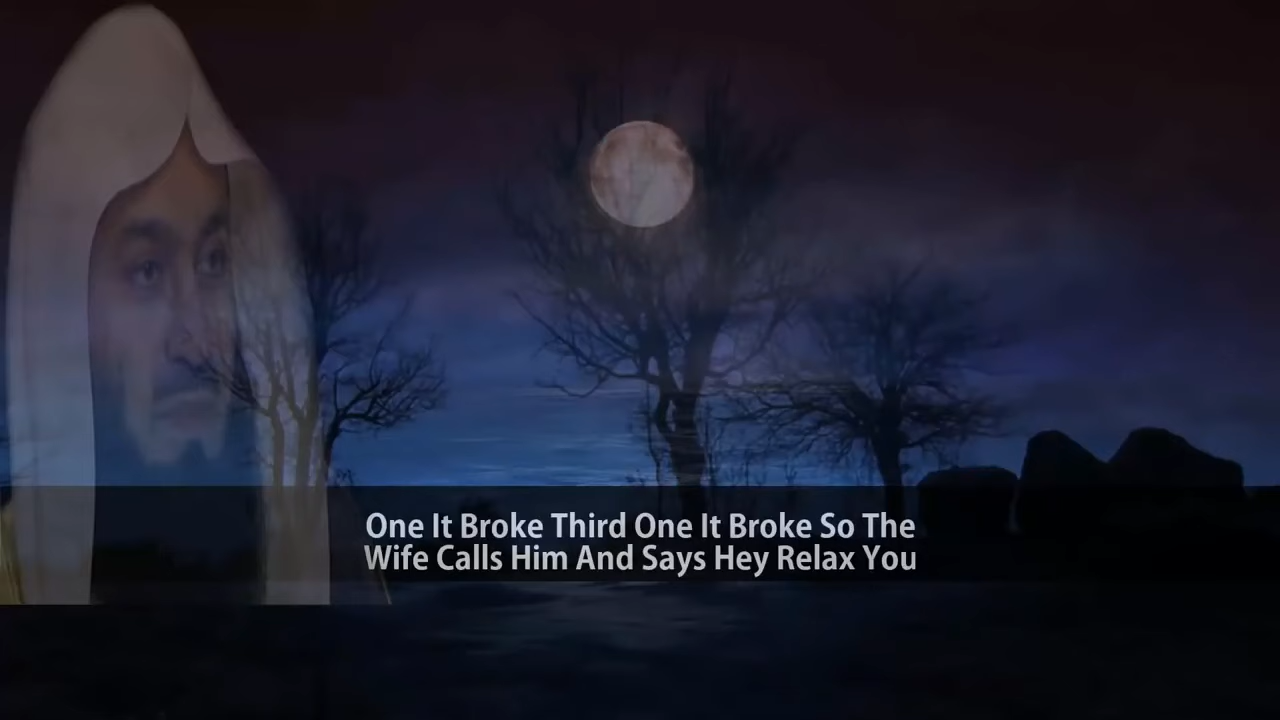 One It Broke Third One It Broke So The
Wife Calls Him And Says Hey Relax You